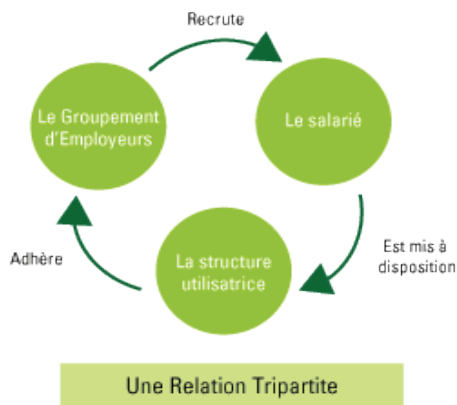 Recrute
Le Groupement
d'Employeurs
Le salarié
Adhère
La structure
utilisatrice
Est mis à
disposition
Une Relation Tripartite